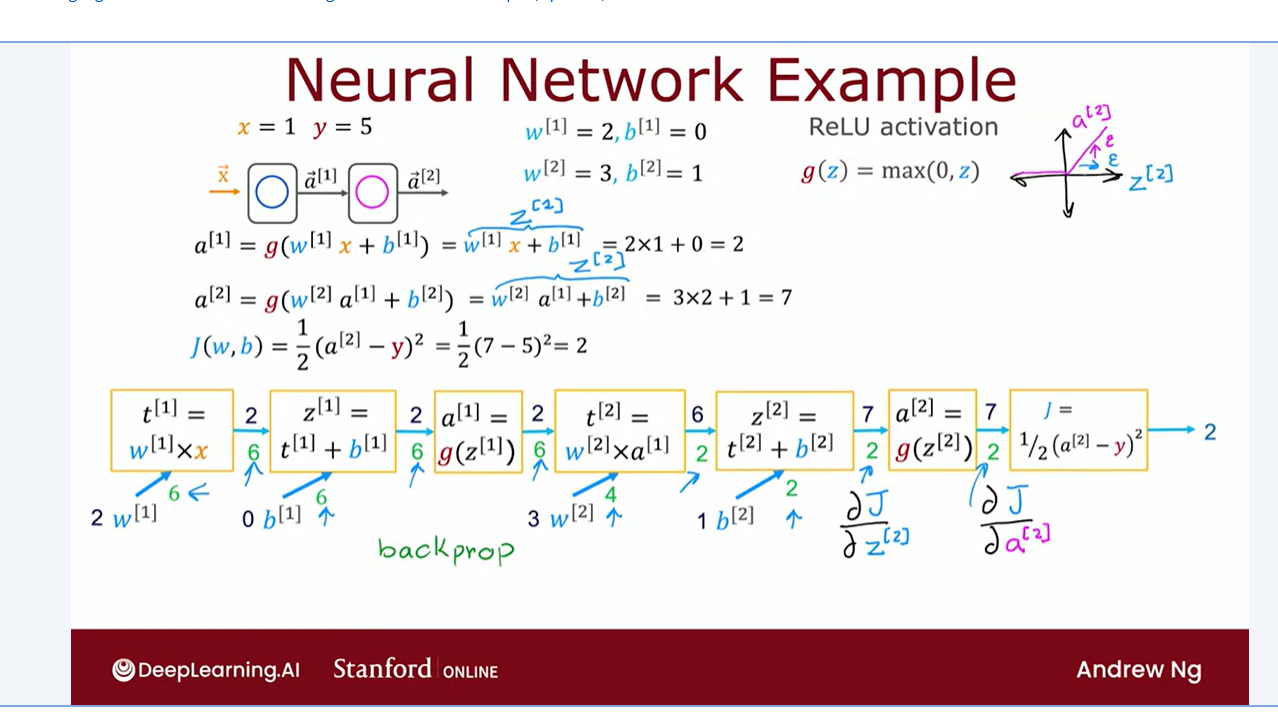 Neural Network Example
x = 1 y = 5
w[1] = 2, b[1] = 0
ReLU activation
w[2] = 3, b[2] = 1
g(z) = max(0, z)
a[2]
ε
ε
z[2]
x⃗
a⃗[1]
a⃗[2]
z[1]
a[1] = g(w[1] x + b[1]) = w[1] x + b[1] = 2×1 + 0 = 2
z[2]
a[2] = g(w[2] a[1] + b[2]) = w[2] a[1] + b[2] = 3×2 + 1 = 7
J(w, b) = 1/2 (a[2] − y)² = 1/2 (7 − 5)² = 2
t[1] = w[1]×x
2
6
z[1] = t[1] + b[1]
2
6
a[1] = g(z[1])
2
6
t[2] = w[2]×a[1]
6
2
z[2] = t[2] + b[2]
7
2
a[2] = g(z[2])
7
2
J = 1/2 (a[2] − y)²
2
6
2 w[1]
6
0 b[1]
4
3 w[2]
2
1 b[2]
∂J
∂z[2]
∂J
∂a[2]
backprop
DeepLearning.AI
Stanford ONLINE
Andrew Ng